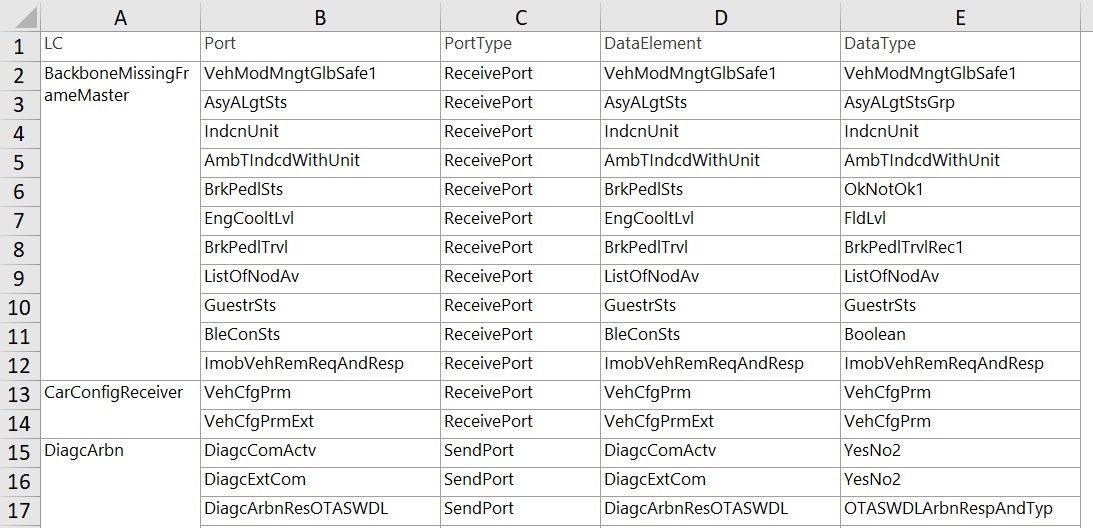 A B C D E
1 LC Port PortType DataElement DataType
2 BackboneMissingFr VehModMngtGlbSafe1 ReceivePort VehModMngtGlbSafe1 VehModMngtGlbSafe1
ameMaster
3 AsyALgtSts ReceivePort AsyALgtSts AsyALgtStsGrp
4 IndcnUnit ReceivePort IndcnUnit IndcnUnit
5 AmbTIndcdWithUnit ReceivePort AmbTIndcdWithUnit AmbTIndcdWithUnit
6 BrkPedlSts ReceivePort BrkPedlSts OkNotOk1
7 EngCooltLvl ReceivePort EngCooltLvl FldLvl
8 BrkPedlTrvl ReceivePort BrkPedlTrvl BrkPedlTrvlRec1
9 ListOfNodAv ReceivePort ListOfNodAv ListOfNodAv
10 GuestrSts ReceivePort GuestrSts GuestrSts
11 BleConSts ReceivePort BleConSts Boolean
12 ImobVehRemReqAndResp ReceivePort ImobVehRemReqAndResp ImobVehRemReqAndResp
13 CarConfigReceiver VehCfgPrm ReceivePort VehCfgPrm VehCfgPrm
14 VehCfgPrmExt ReceivePort VehCfgPrmExt VehCfgPrm
15 DiagcArbn DiagcComActv SendPort DiagcComActv YesNo2
16 DiagcExtCom SendPort DiagcExtCom YesNo2
17 DiagcArbnResOTASWDL SendPort DiagcArbnResOTASWDL OTASWDLArbnRespAndTyp